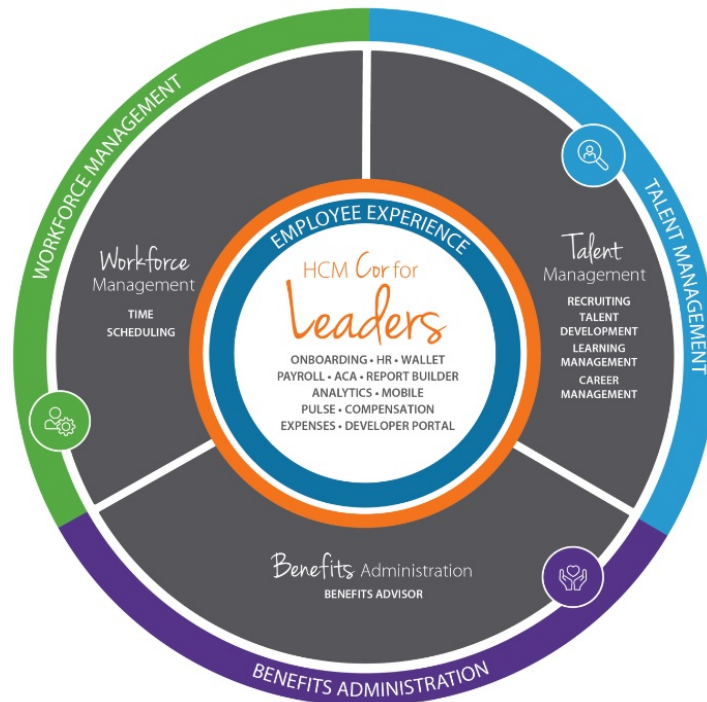 WORKFORCE MANAGEMENT
TALENT MANAGEMENT
EMPLOYEE EXPERIENCE
HCM Cor for
Leaders
ONBOARDING • HR • WALLET
PAYROLL • ACA • REPORT BUILDER
ANALYTICS • MOBILE
PULSE • COMPENSATION
EXPENSES • DEVELOPER PORTAL
Workforce
Management
TIME
SCHEDULING
Talent
Management
RECRUITING
TALENT
DEVELOPMENT
LEARNING
MANAGEMENT
CAREER
MANAGEMENT
Benefits Administration
BENEFITS ADVISOR
BENEFITS ADMINISTRATION